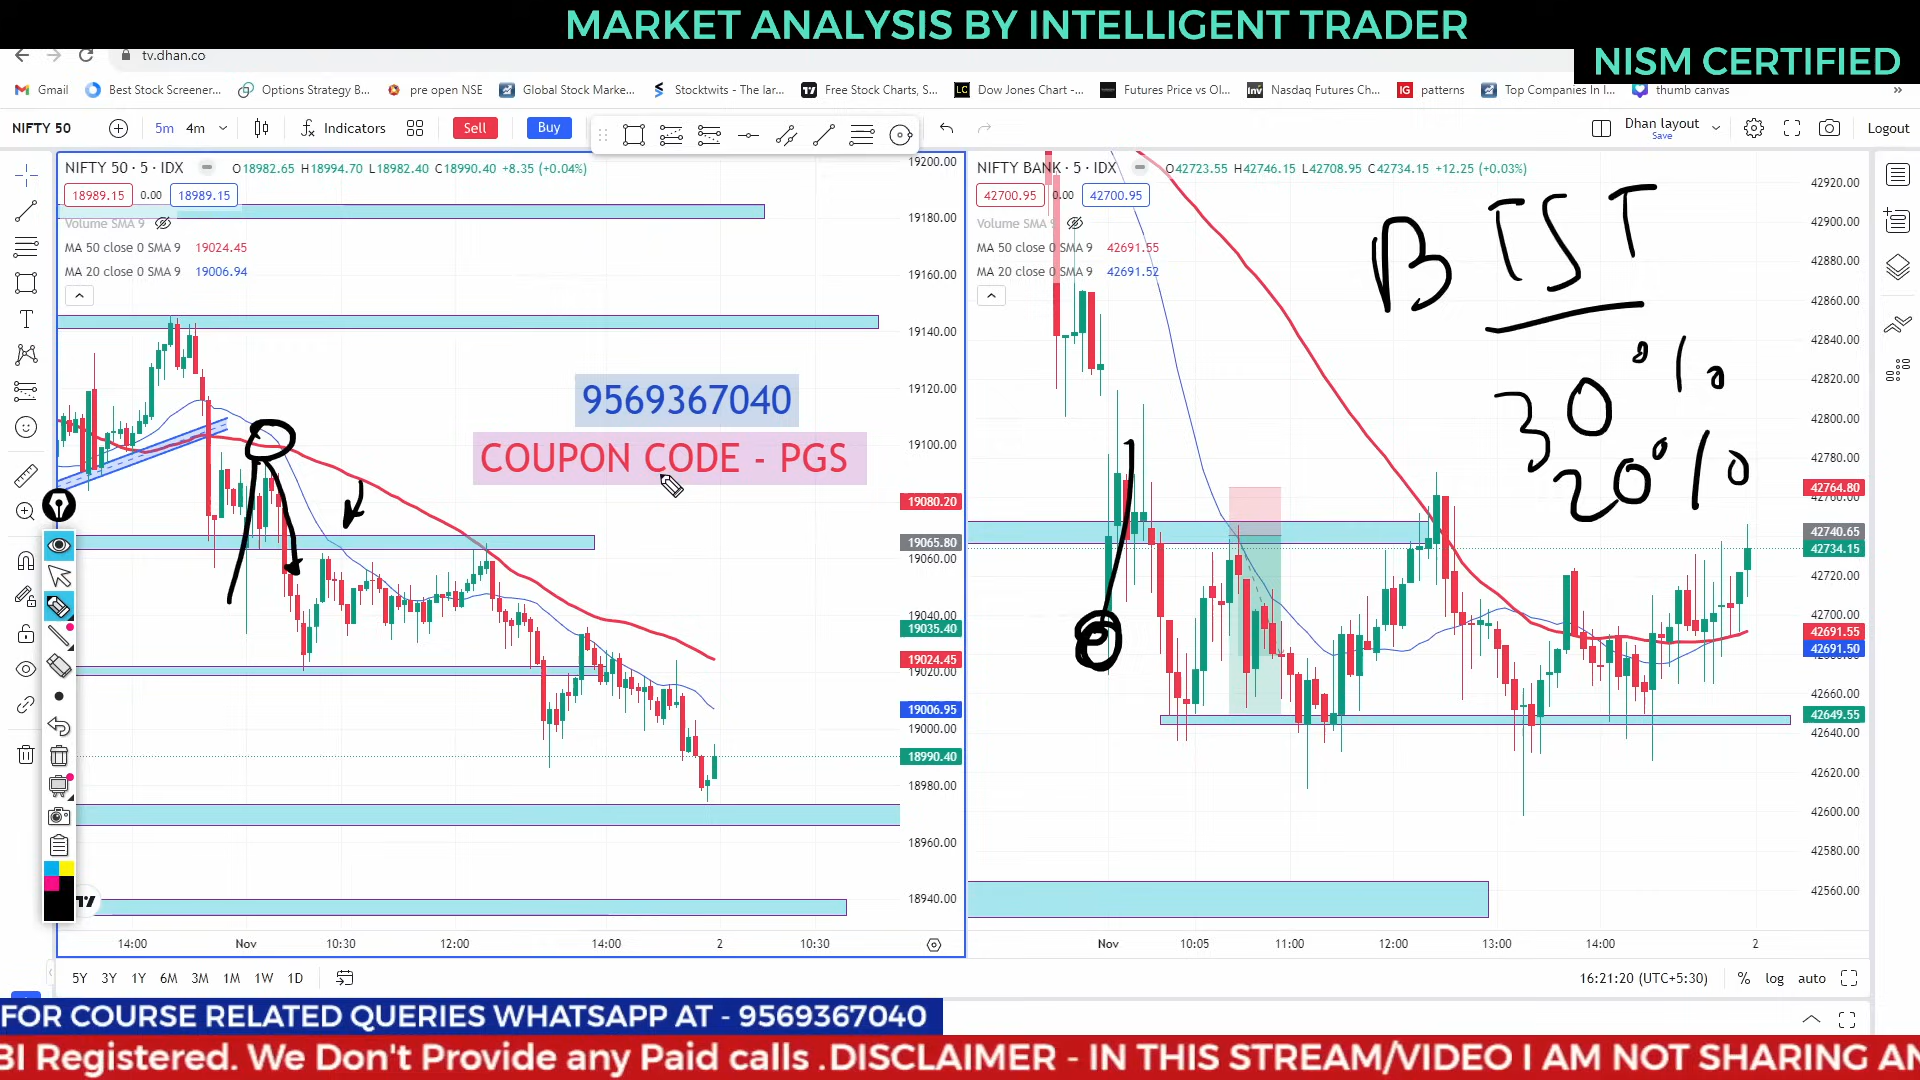 MARKET ANALYSIS BY INTELLIGENT TRADER
NISM CERTIFIED
tv.dhan.co
Gmail
Best Stock Screener...
Options Strategy B...
pre open NSE
Global Stock Marke...
Stocktwits - The lar...
Free Stock Charts, S...
Dow Jones Chart -...
Futures Price vs Ol...
Nasdaq Futures Ch...
patterns
Top Companies In I...
thumb canvas
NIFTY 50
5m 4m
Indicators
Sell
Buy
Dhan layout
Save
Logout
NIFTY 50 · 5 · IDX
O18982.65 H18994.70 L18982.40 C18990.40 +8.35 (+0.04%)
18989.15 0.00 18989.15
Volume SMA 9
MA 50 close 0 SMA 9 19024.45
MA 20 close 0 SMA 9 19006.94
9569367040
COUPON CODE - PGS
19200.00
19180.00
19160.00
19140.00
19120.00
19100.00
19080.20
19065.80
19060.00
19040.00
19035.40
19024.45
19020.00
19006.95
19000.00
18990.40
18980.00
18960.00
18940.00
14:00 Nov 10:30 12:00 14:00 2 10:30
NIFTY BANK · 5 · IDX
O42723.55 H42746.15 L42708.95 C42734.15 +12.25 (+0.03%)
42700.95 0.00 42700.95
Volume SMA 9
MA 50 close 0 SMA 9 42691.55
MA 20 close 0 SMA 9 42691.52
B TST
30%
20%
42920.00
42900.00
42880.00
42860.00
42840.00
42820.00
42800.00
42780.00
42764.80
42740.65
42734.15
42720.00
42700.00
42691.55
42691.50
42660.00
42649.55
42640.00
42620.00
42600.00
42580.00
42560.00
Nov 10:05 11:00 12:00 13:00 14:00 2
5Y 3Y 1Y 6M 3M 1M 1W 1D
16:21:20 (UTC+5:30) % log auto
FOR COURSE RELATED QUERIES WHATSAPP AT - 9569367040
BI Registered. We Don't Provide any Paid calls .DISCLAIMER - IN THIS STREAM/VIDEO I AM NOT SHARING AN